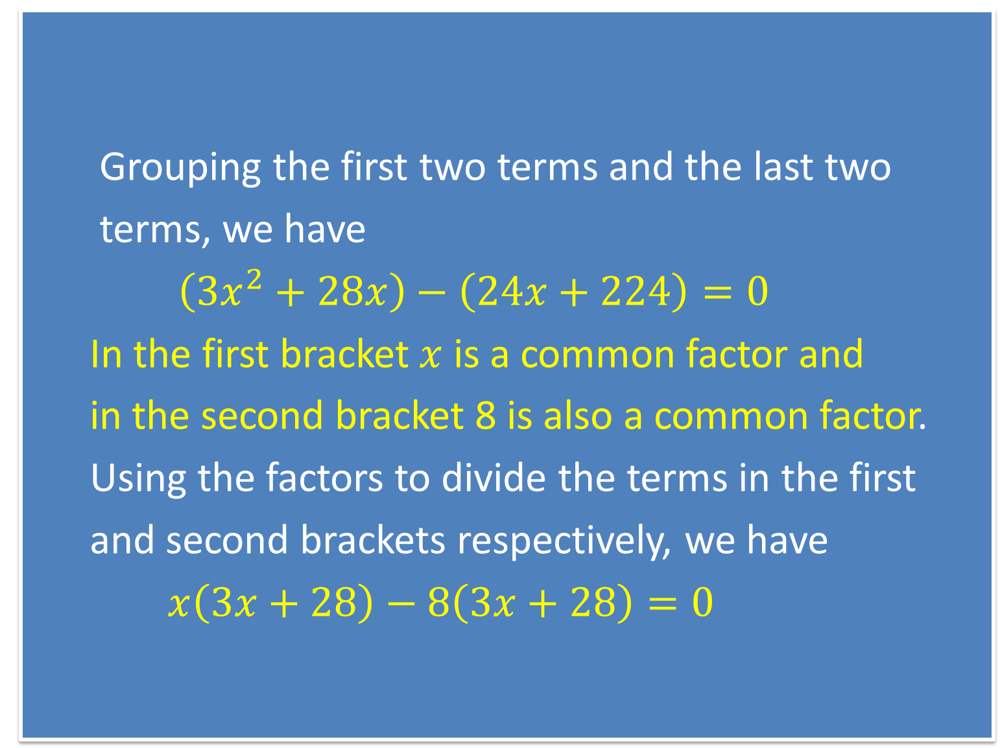 Grouping the first two terms and the last two
terms, we have
(3𝑥² + 28𝑥) − (24𝑥 + 224) = 0
In the first bracket 𝑥 is a common factor and
in the second bracket 8 is also a common factor.
Using the factors to divide the terms in the first
and second brackets respectively, we have
𝑥(3𝑥 + 28) − 8(3𝑥 + 28) = 0